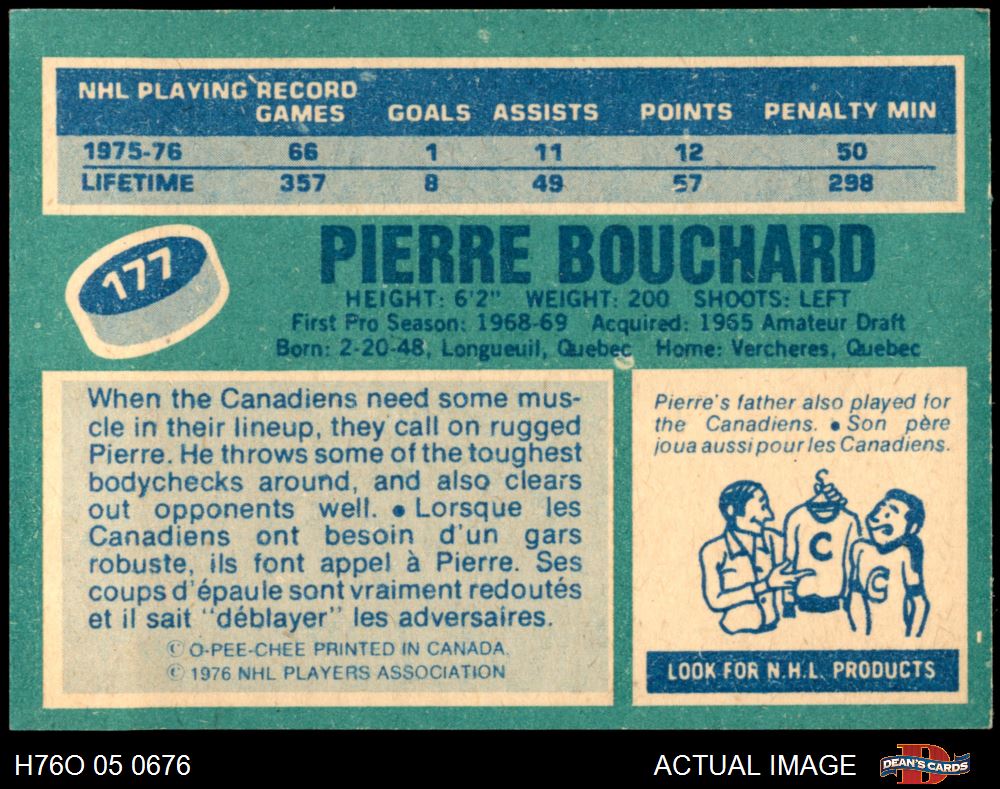 NHL PLAYING RECORD
GAMES GOALS ASSISTS POINTS PENALTY MIN
1975-76 66 1 11 12 50
LIFETIME 357 8 49 57 298
177
PIERRE BOUCHARD
HEIGHT: 6'2" WEIGHT: 200 SHOOTS: LEFT
First Pro Season: 1968-69 Acquired: 1965 Amateur Draft
Born: 2-20-48, Longueuil, Quebec Home: Vercheres, Quebec
When the Canadiens need some mus-
cle in their lineup, they call on rugged
Pierre. He throws some of the toughest
bodychecks around, and also clears
out opponents well. • Lorsque les
Canadiens ont besoin d'un gars
robuste, ils font appel à Pierre. Ses
coups d'épaule sont vraiment redoutés
et il sait "déblayer" les adversaires.
© O-PEE-CHEE PRINTED IN CANADA.
© 1976 NHL PLAYERS ASSOCIATION
Pierre's father also played for
the Canadiens. • Son père
joua aussi pour les Canadiens.
C
C
LOOK FOR N.H.L. PRODUCTS
H76O 05 0676
ACTUAL IMAGE
D
DEAN'S CARDS